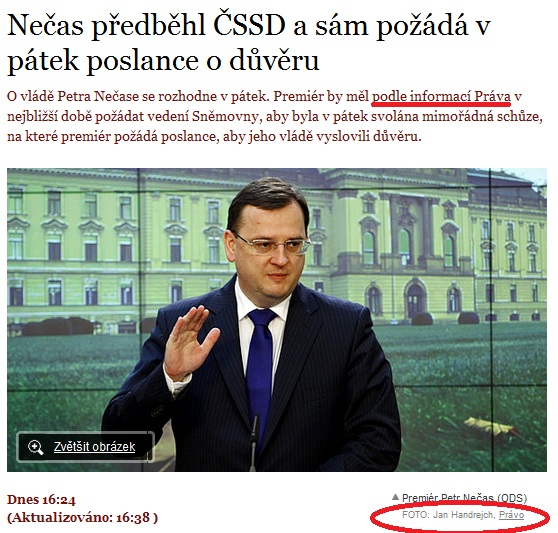 Nečas předběhl ČSSD a sám požádá v
pátek poslance o důvěru
O vládě Petra Nečase se rozhodne v pátek. Premiér by měl podle informací Práva v
nejbližší době požádat vedení Sněmovny, aby byla v pátek svolána mimořádná schůze,
na které premiér požádá poslance, aby jeho vládě vyslovili důvěru.
Zvětšit obrázek
Dnes 16:24
(Aktualizováno: 16:38 )
Premiér Petr Nečas (ODS)
FOTO: Jan Handrejch, Právo